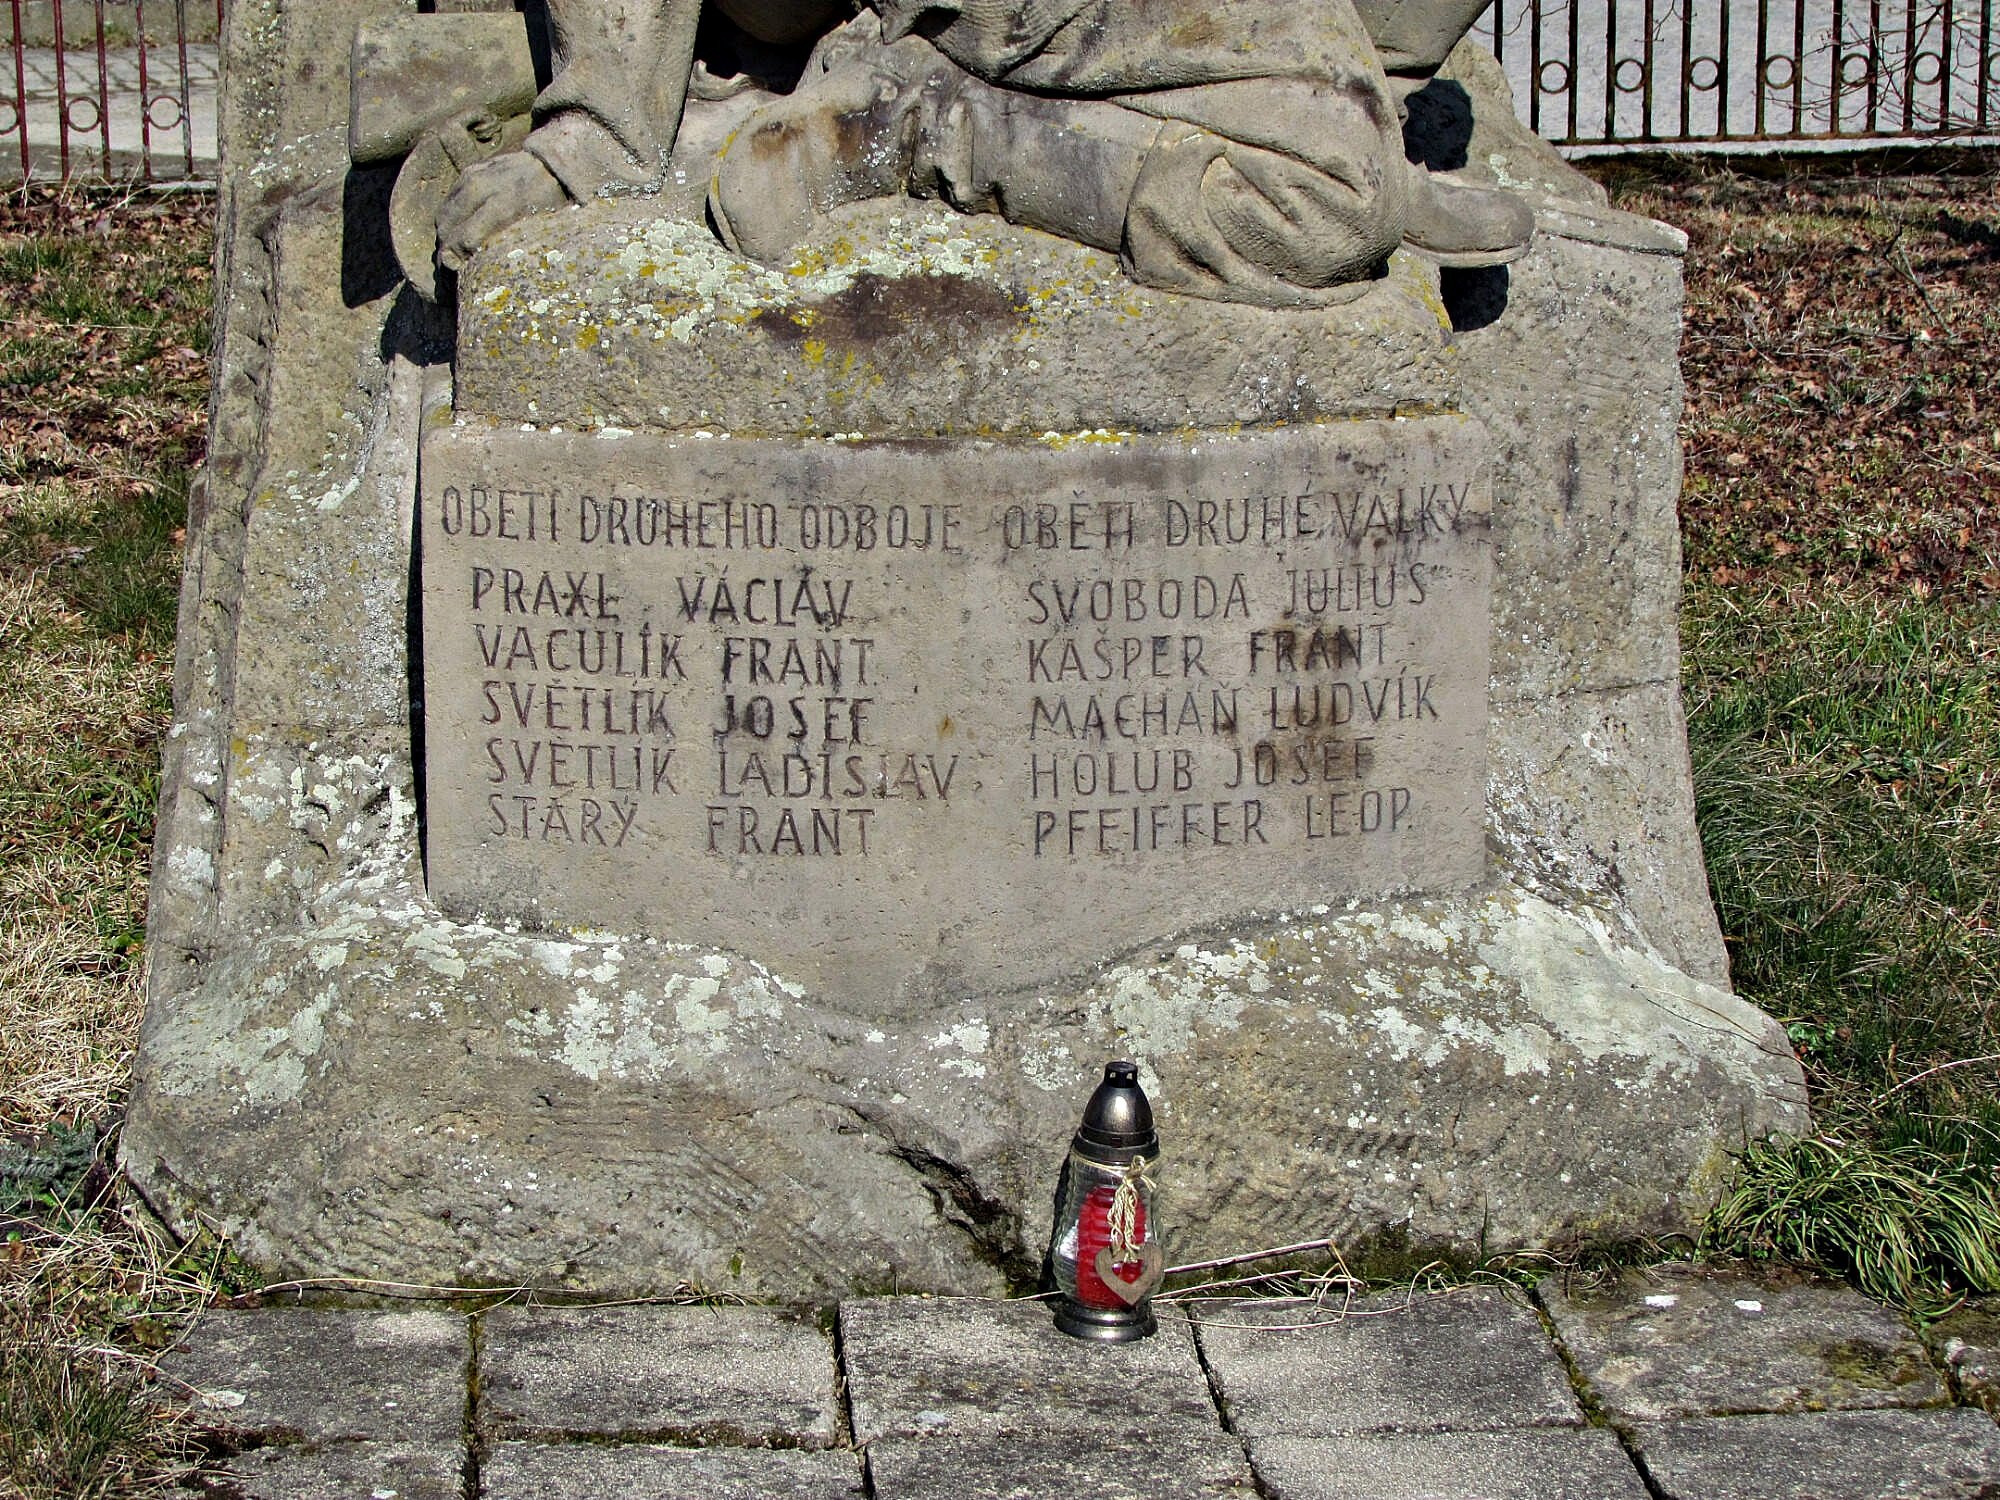 OBĚTI DRUHÉHO ODBOJE
PRAXL VÁCLAV
VACULÍK FRANT
SVĚTLÍK JOSEF
SVĚTLÍK LADISLAV
STARÝ FRANT
OBĚTI DRUHÉ VÁLKY
SVOBODA JULIUS
KAŠPER FRANT
MACHAŇ LUDVÍK
HOLUB JOSEF
PFEIFFER LEOP.